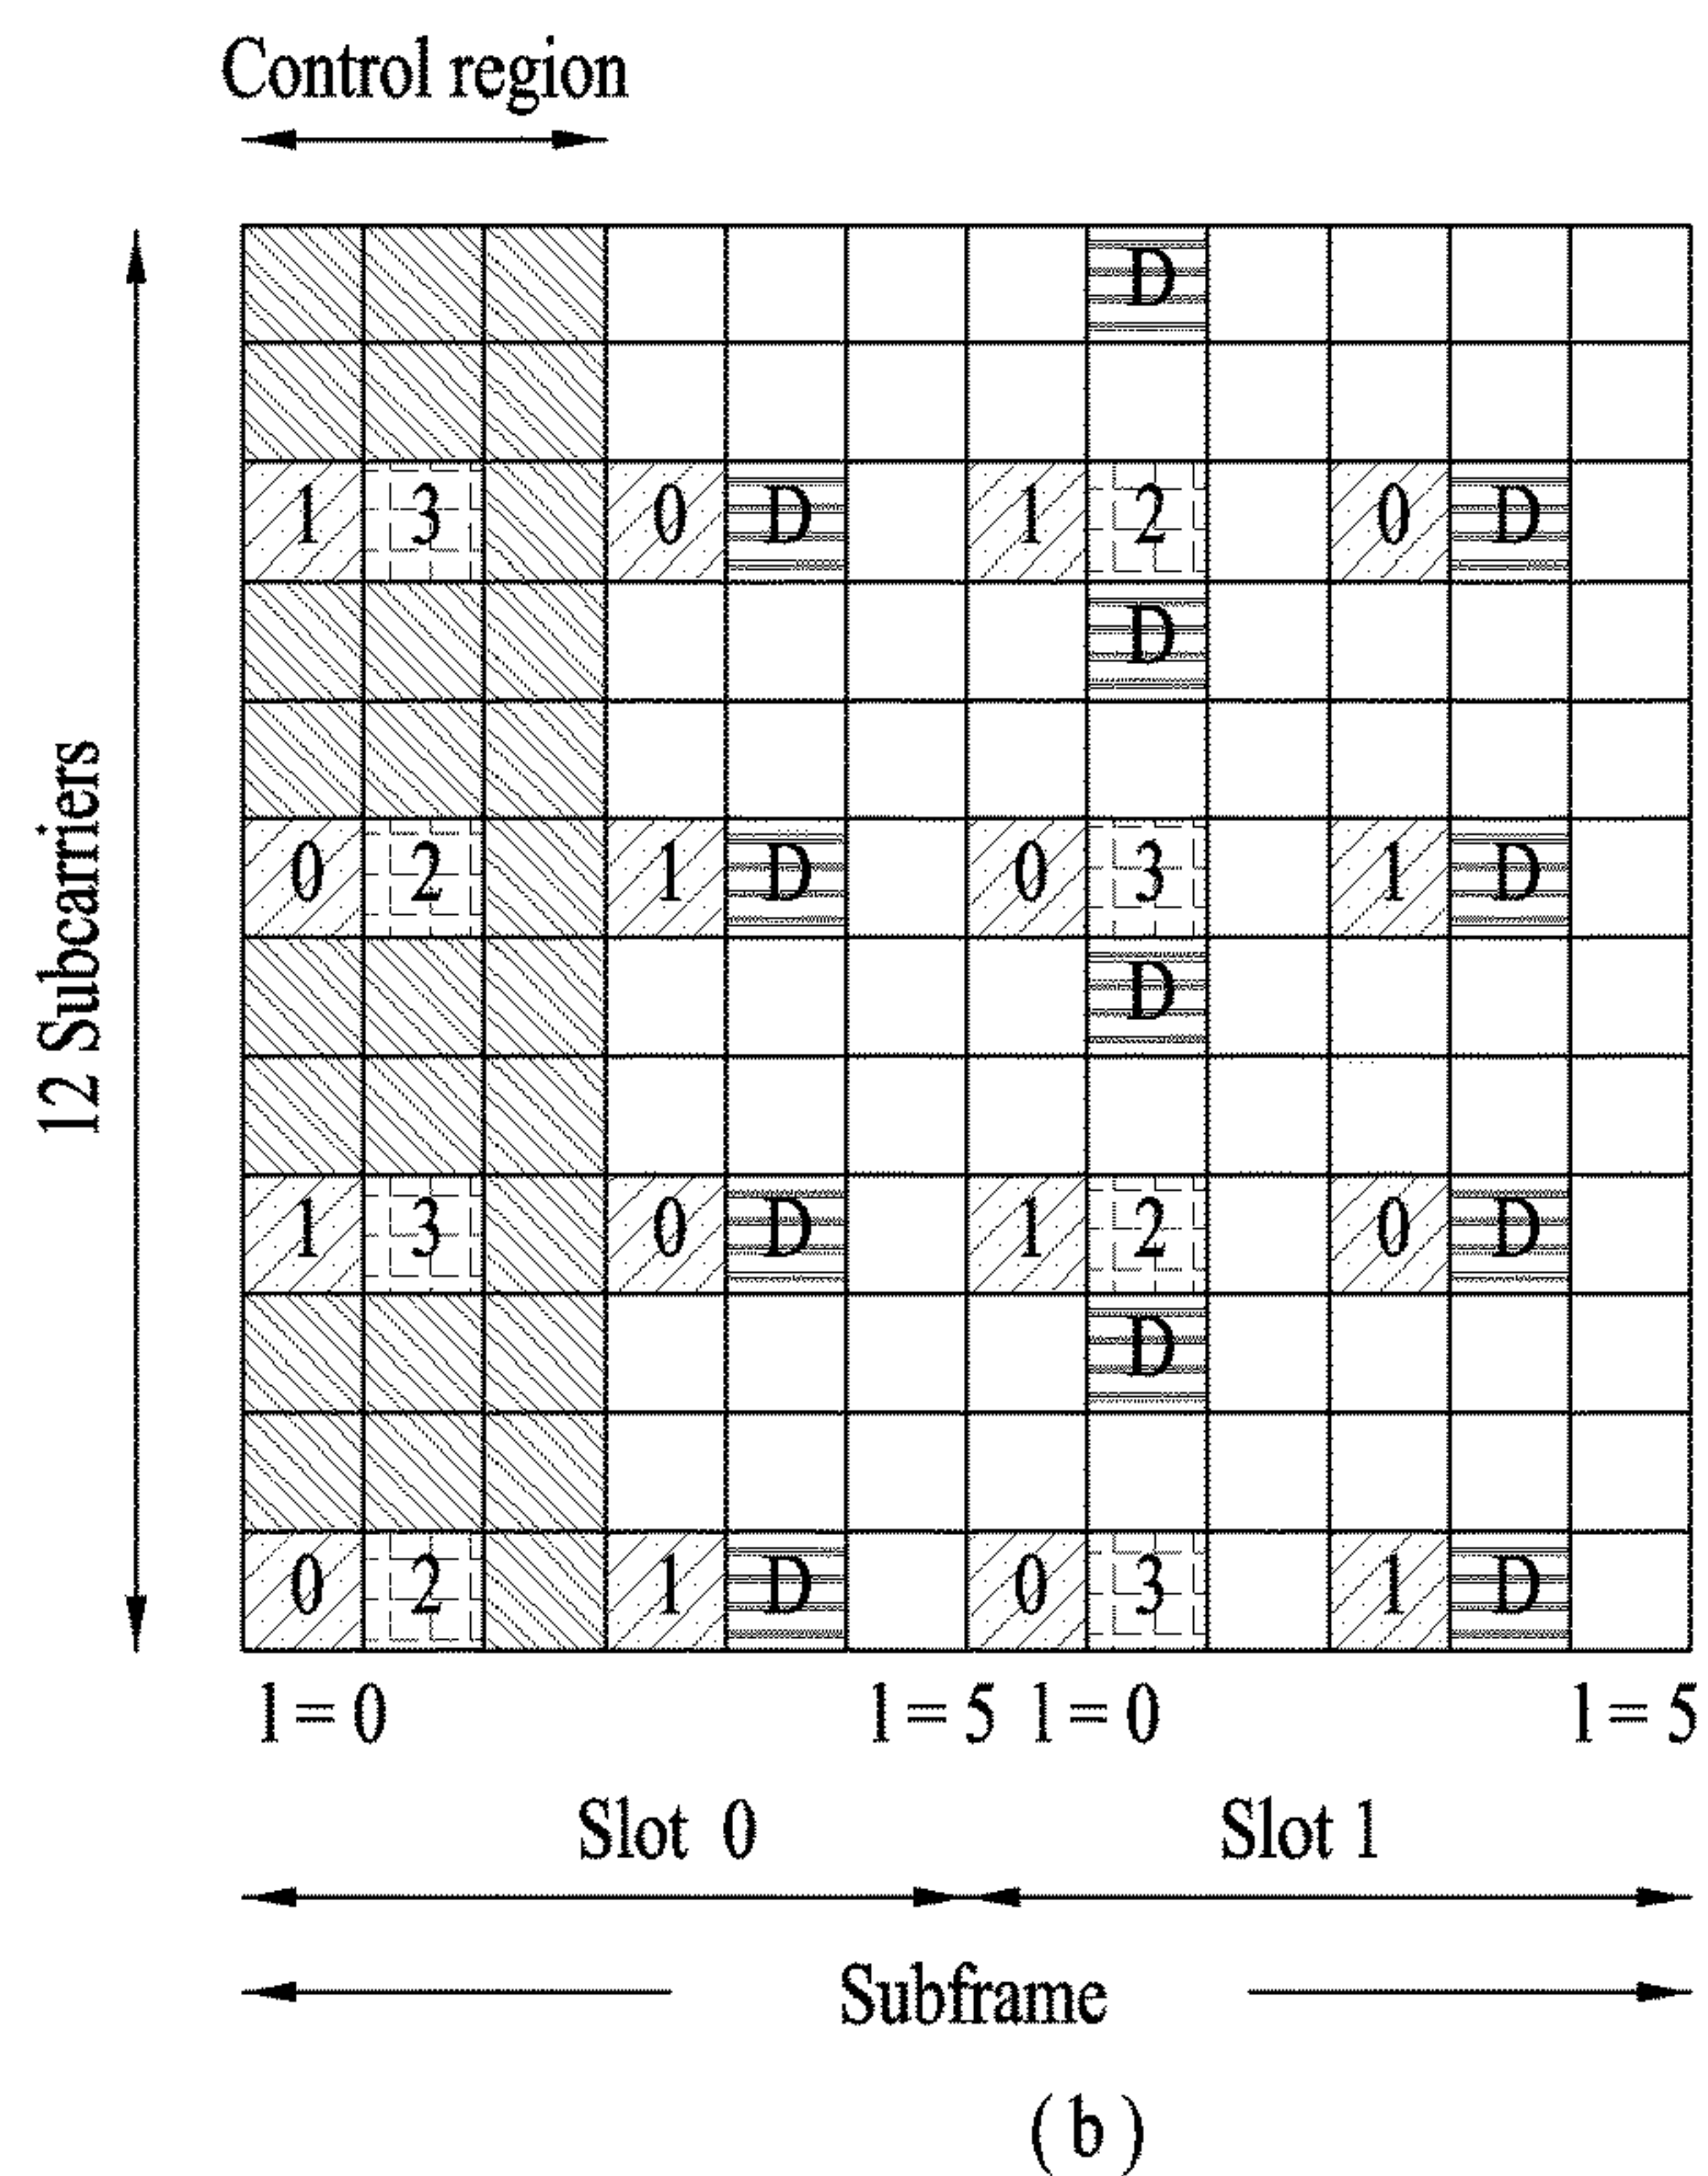 Control region
12 Subcarriers
D
1 3 0 D 1 2 0 D
D
0 2 1 D 0 3 1 D
D
1 3 0 D 1 2 0 D
D
0 2 1 D 0 3 1 D
l = 0 l = 5 l = 0 l = 5
Slot 0 Slot 1
Subframe
( b )